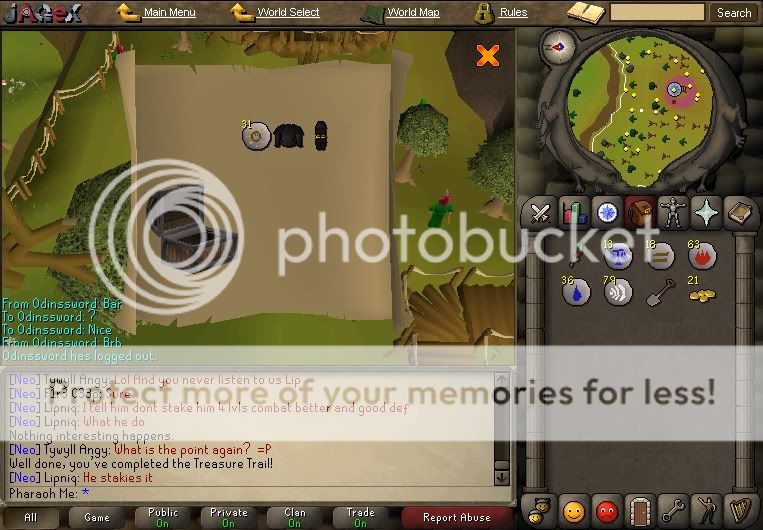 JAGEX
Main Menu
World Select
World Map
Rules
Search
31
photobucket
13
18
63
36
79
21
From Odinssword: Bar
To Odinssword: ?
To Odinssword: Nice
From Odinssword: Brb
Odinssword has logged out.
Protect more of your memories for less!
[Neo] Tywyll Angy: Lol And you never listen to us Lip
Sure
[Neo] Lipniq: I tell him dont stake him 4 lvls combat better and good def
[Neo] Lipniq: What he do
Nothing interesting happens.
[Neo] Tywyll Angy: What is the point again? =P
Well done, you've completed the Treasure Trail!
[Neo] Lipniq: He stakies it
Pharaoh Me: *
All
Game
Public
On
Private
On
Clan
On
Trade
On
Report Abuse